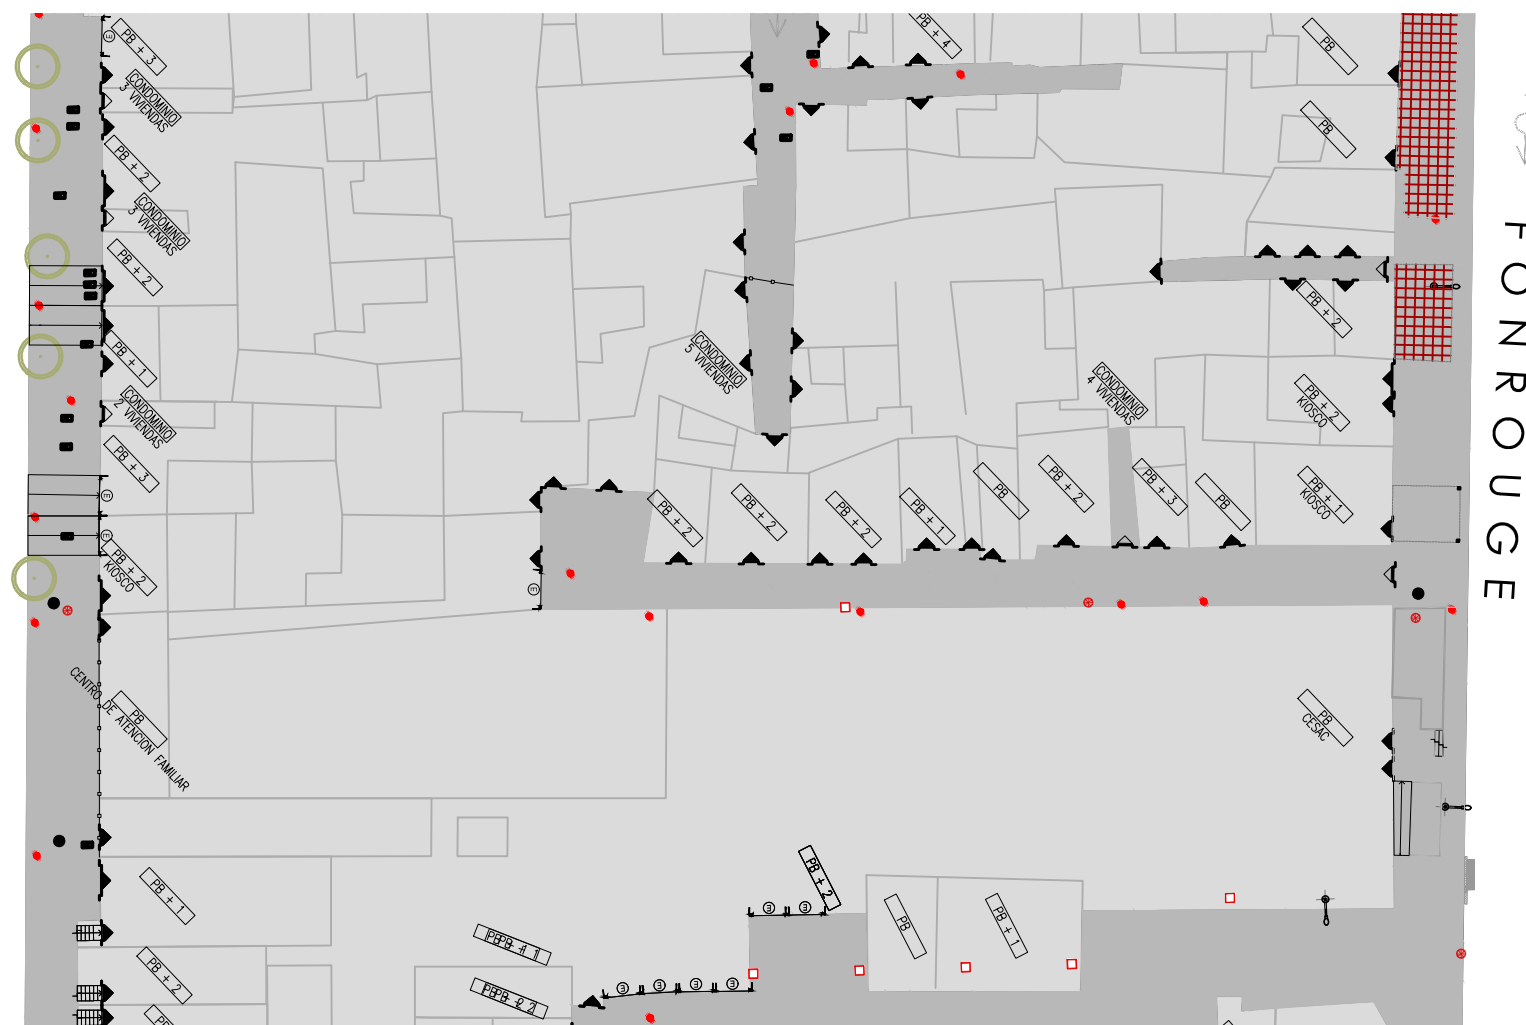 PB + 3
CONDOMINIO
3 VIVIENDAS
PB + 2
CONDOMINIO
3 VIVIENDAS
PB + 2
PB + 1
CONDOMINIO
2 VIVIENDAS
PB + 3
PB + 2
KIOSCO
CENTRO DE ATENCION FAMILIAR
PB
PB + 1
PB + 2
PB + 4
CONDOMINIO
5 VIVIENDAS
PB + 2
PB + 2
PB + 2
PB + 1
PB
PB + 2
CONDOMINIO
4 VIVIENDAS
PB + 3
PB
PB
PB
PB + 2
PB + 2
KIOSCO
PB + 1
KIOSCO
PB
CESAC
PB + 2
PB
PB + 1
FONROUGE